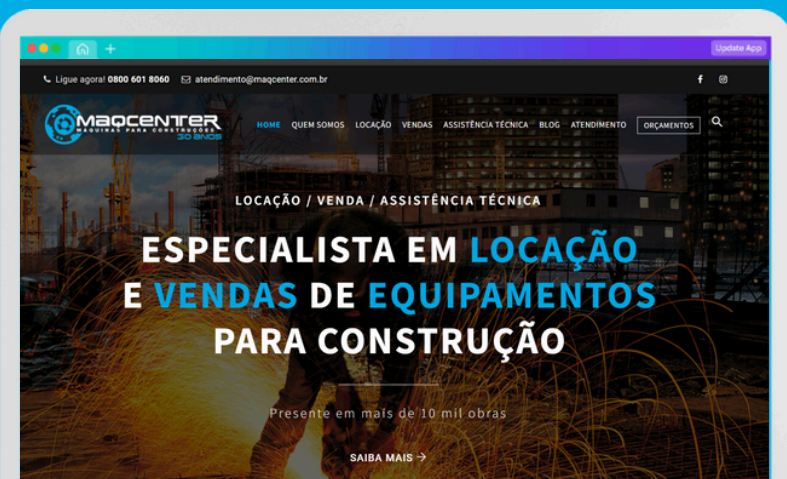 Update App
Ligue agora! 0800 601 8060 atendimento@maqcenter.com.br
MAQCENTER
MÁQUINAS PARA CONSTRUÇÕES
30 ANOS
HOME QUEM SOMOS LOCAÇÃO VENDAS ASSISTÊNCIA TÉCNICA BLOG ATENDIMENTO ORÇAMENTOS
LOCAÇÃO / VENDA / ASSISTÊNCIA TÉCNICA
ESPECIALISTA EM LOCAÇÃO
E VENDAS DE EQUIPAMENTOS
PARA CONSTRUÇÃO
Presente em mais de 10 mil obras
SAIBA MAIS →